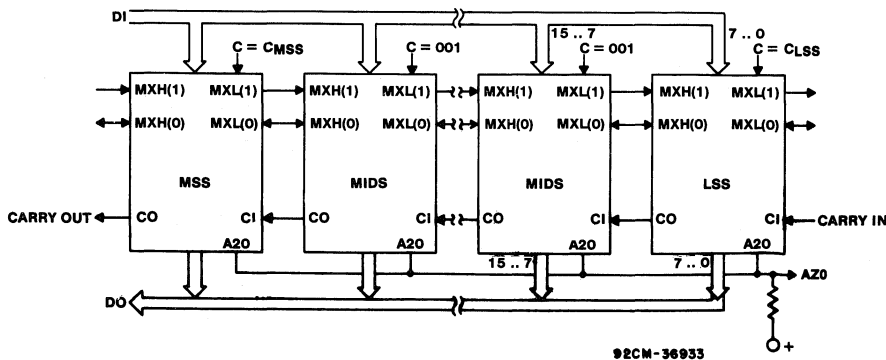 DI
15 . . 7
7 . . 0
C = CMSS
C = 001
C = 001
C = CLSS
MXH(1) MXL(1)
MXH(1) MXL(1)
MXH(1) MXL(1)
MXH(1) MXL(1)
MXH(0) MXL(0)
MXH(0) MXL(0)
MXH(0) MXL(0)
MXH(0) MXL(0)
MSS
MIDS
MIDS
LSS
CARRY OUT
CO CI
CO CI
CO CI
CO CI
CARRY IN
A20
A20
A20
A20
15 . . 7
7 . . 0
AZ0
DO
+
92CM-36933